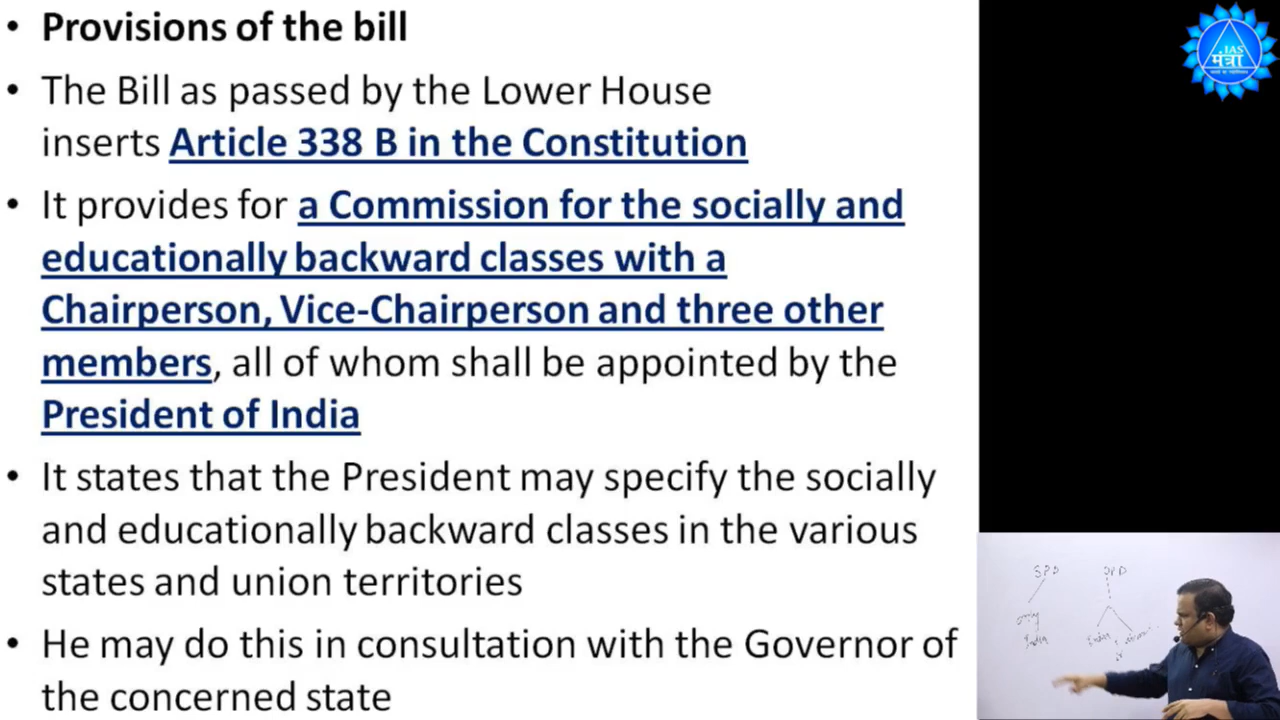 • Provisions of the bill
• The Bill as passed by the Lower House
inserts Article 338 B in the Constitution
• It provides for a Commission for the socially and
educationally backward classes with a
Chairperson, Vice-Chairperson and three other
members, all of whom shall be appointed by the
President of India
• It states that the President may specify the socially
and educationally backward classes in the various
states and union territories
• He may do this in consultation with the Governor of
the concerned state
IAS
मंत्रा
India
India